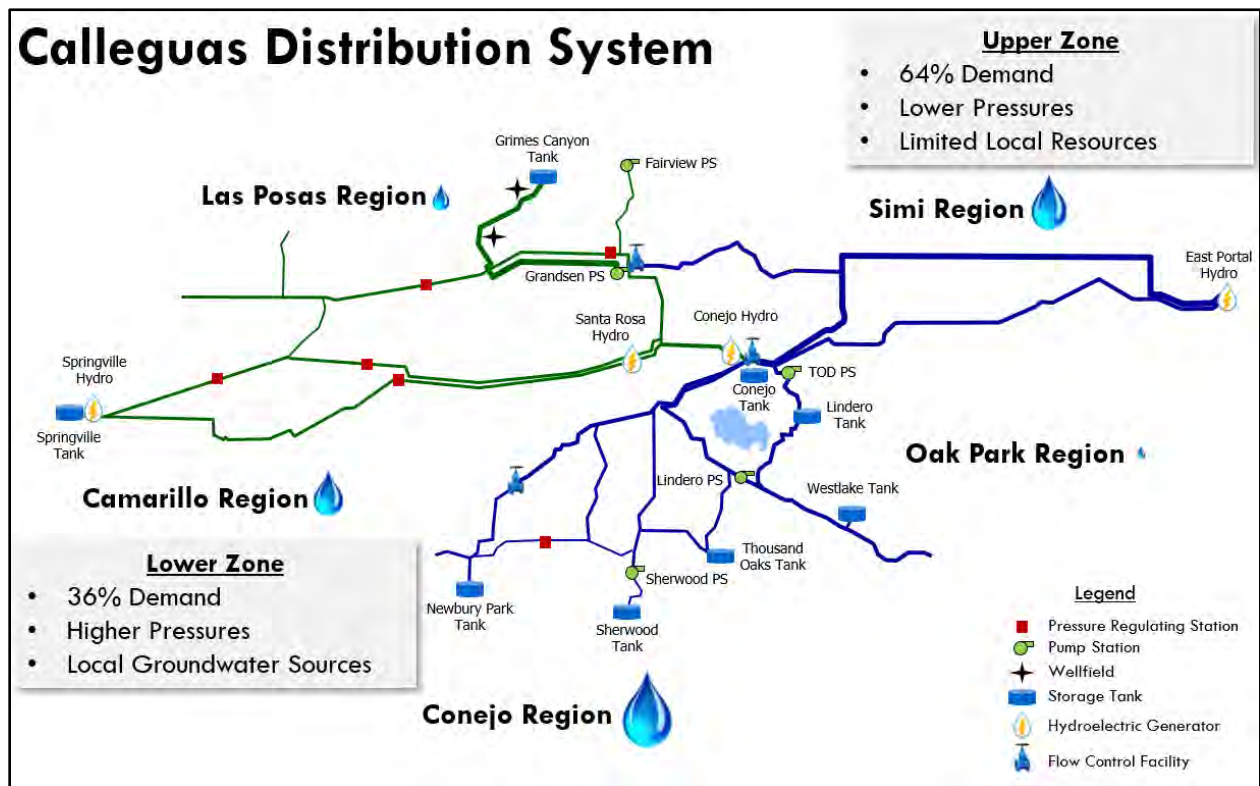 Calleguas Distribution System
Upper Zone
• 64% Demand
• Lower Pressures
• Limited Local Resources
Grimes Canyon
Tank
Fairview PS
Las Posas Region
Simi Region
East Portal
Hydro
Grandsen PS
Santa Rosa
Hydro
Conejo Hydro
Springville
Hydro
TOD PS
Conejo
Tank
Lindero
Tank
Springville
Tank
Oak Park Region
Camarillo Region
Lindero PS
Westlake Tank
Lower Zone
• 36% Demand
• Higher Pressures
• Local Groundwater Sources
Thousand
Oaks Tank
Sherwood PS
Newbury Park
Tank
Sherwood
Tank
Conejo Region
Legend
Pressure Regulating Station
Pump Station
Wellfield
Storage Tank
Hydroelectric Generator
Flow Control Facility